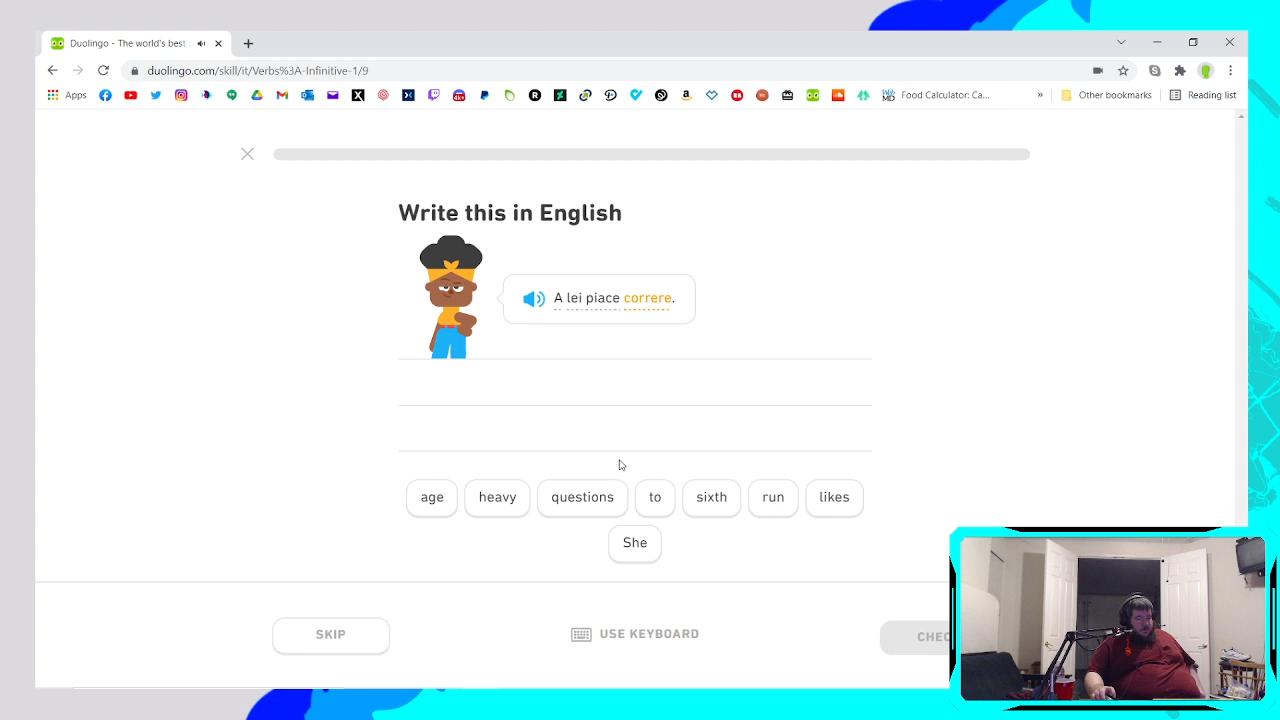 Duolingo - The world's best
duolingo.com/skill/it/Verbs%3A-Infinitive-1/9
Apps
Food Calculator: Ca...
»
Other bookmarks
Reading list
Write this in English
A lei piace correre.
age heavy questions to sixth run likes
She
SKIP
USE KEYBOARD
CHEC